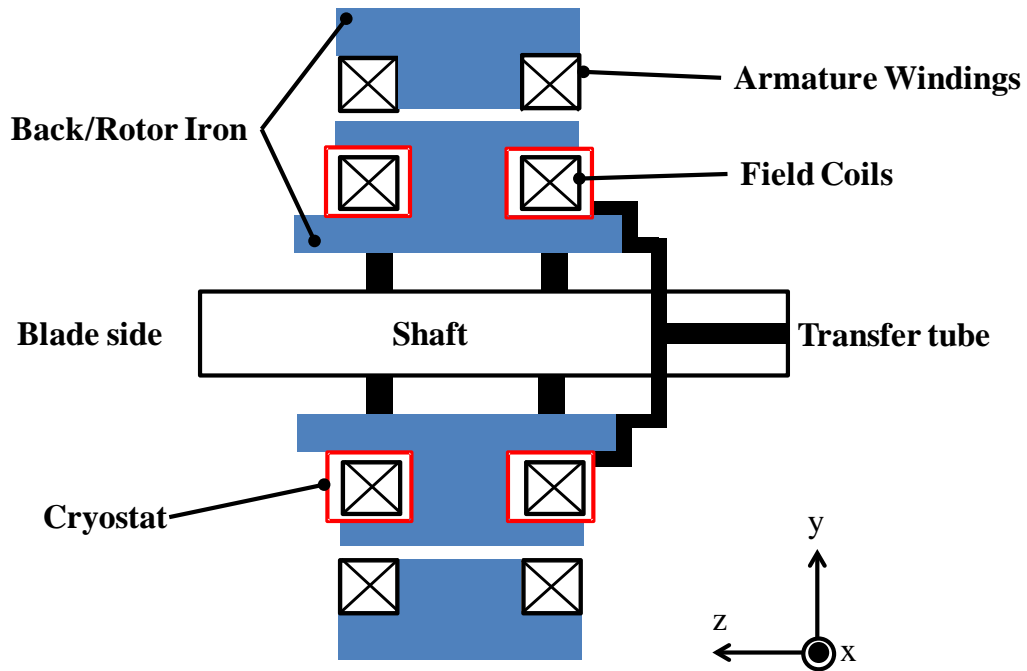 Armature Windings
Back/Rotor Iron
Field Coils
Blade side
Shaft
Transfer tube
Cryostat
y
z
x